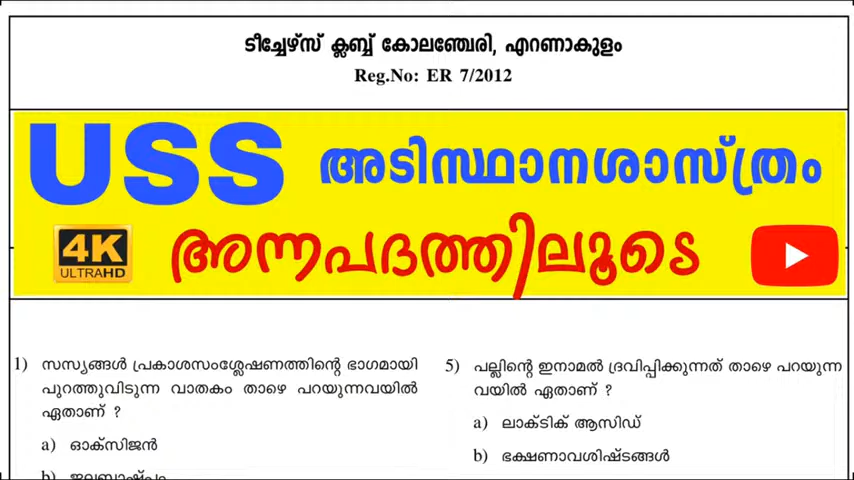 ടീച്ചേഴ്സ് ക്ലബ്ബ് കോലഞ്ചേരി, എറണാകുളം
Reg.No: ER 7/2012
USS അടിസ്ഥാനശാസ്ത്രം
4K
ULTRAHD
അന്നപദത്തിലൂടെ
1) സസ്യങ്ങൾ പ്രകാശസംശ്ലേഷണത്തിന്റെ ഭാഗമായി
പുറത്തുവിടുന്ന വാതകം താഴെ പറയുന്നവയിൽ
ഏതാണ് ?
a) ഓക്സിജൻ
b) ജലബാഷ്പം
5) പല്ലിന്റെ ഇനാമൽ ദ്രവിപ്പിക്കുന്നത് താഴെ പറയുന്ന
വയിൽ ഏതാണ് ?
a) ലാക്ടിക് ആസിഡ്
b) ഭക്ഷണാവശിഷ്ടങ്ങൾ